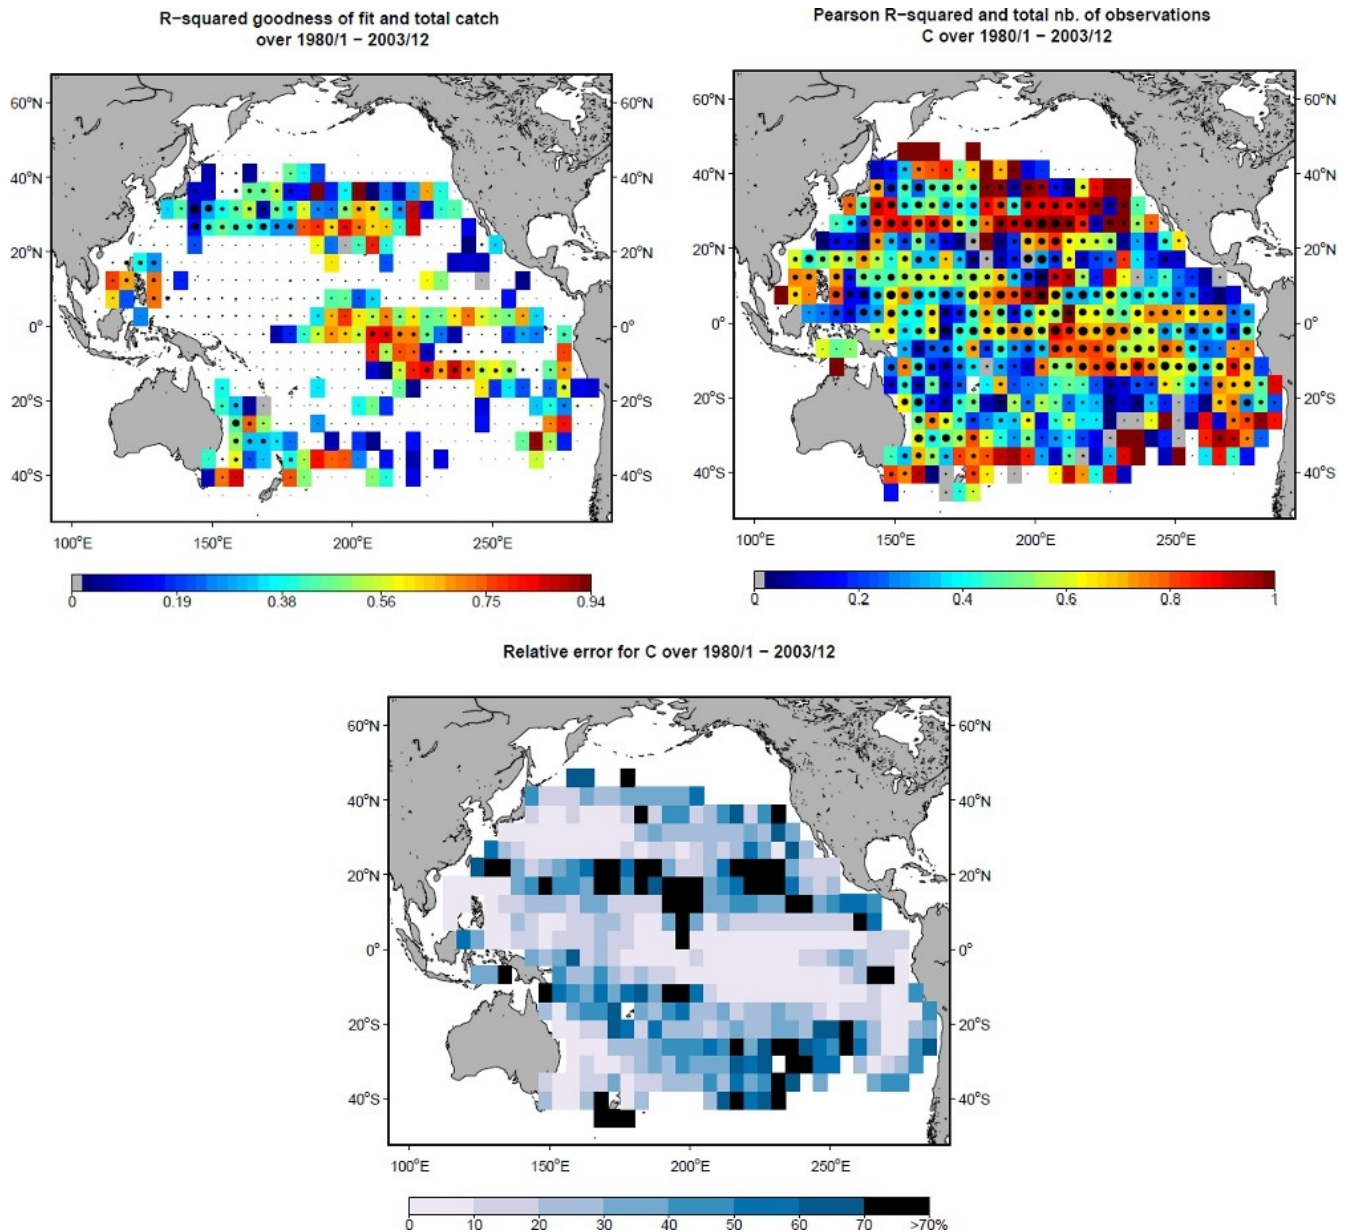 R−squared goodness of fit and total catch
over 1980/1 − 2003/12
60°N
40°N
20°N
0°
20°S
40°S
60°N
40°N
20°N
0°
20°S
40°S
100°E 150°E 200°E 250°E
0 0.19 0.38 0.56 0.75 0.94
Pearson R−squared and total nb. of observations
C over 1980/1 − 2003/12
60°N
40°N
20°N
0°
20°S
40°S
60°N
40°N
20°N
0°
20°S
40°S
100°E 150°E 200°E 250°E
0 0.2 0.4 0.6 0.8 1
Relative error for C over 1980/1 − 2003/12
60°N
40°N
20°N
0°
20°S
40°S
60°N
40°N
20°N
0°
20°S
40°S
100°E 150°E 200°E 250°E
0 10 20 30 40 50 60 70 >70%